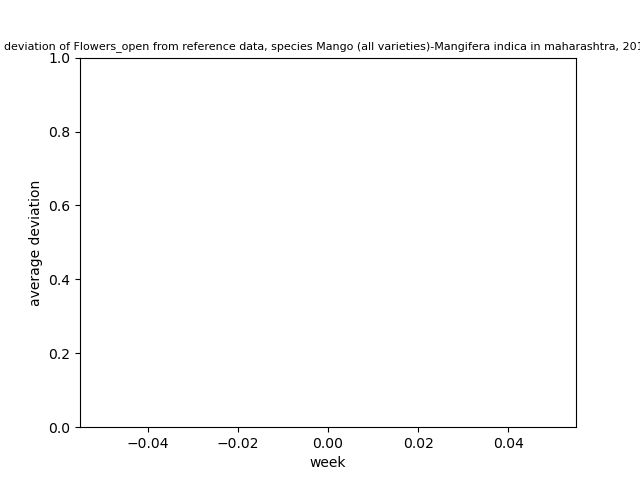 deviation of Flowers_open from reference data, species Mango (all varieties)-Mangifera indica in maharashtra, 201
1.0
0.8
0.6
0.4
0.2
0.0
average deviation
−0.04 −0.02 0.00 0.02 0.04
week